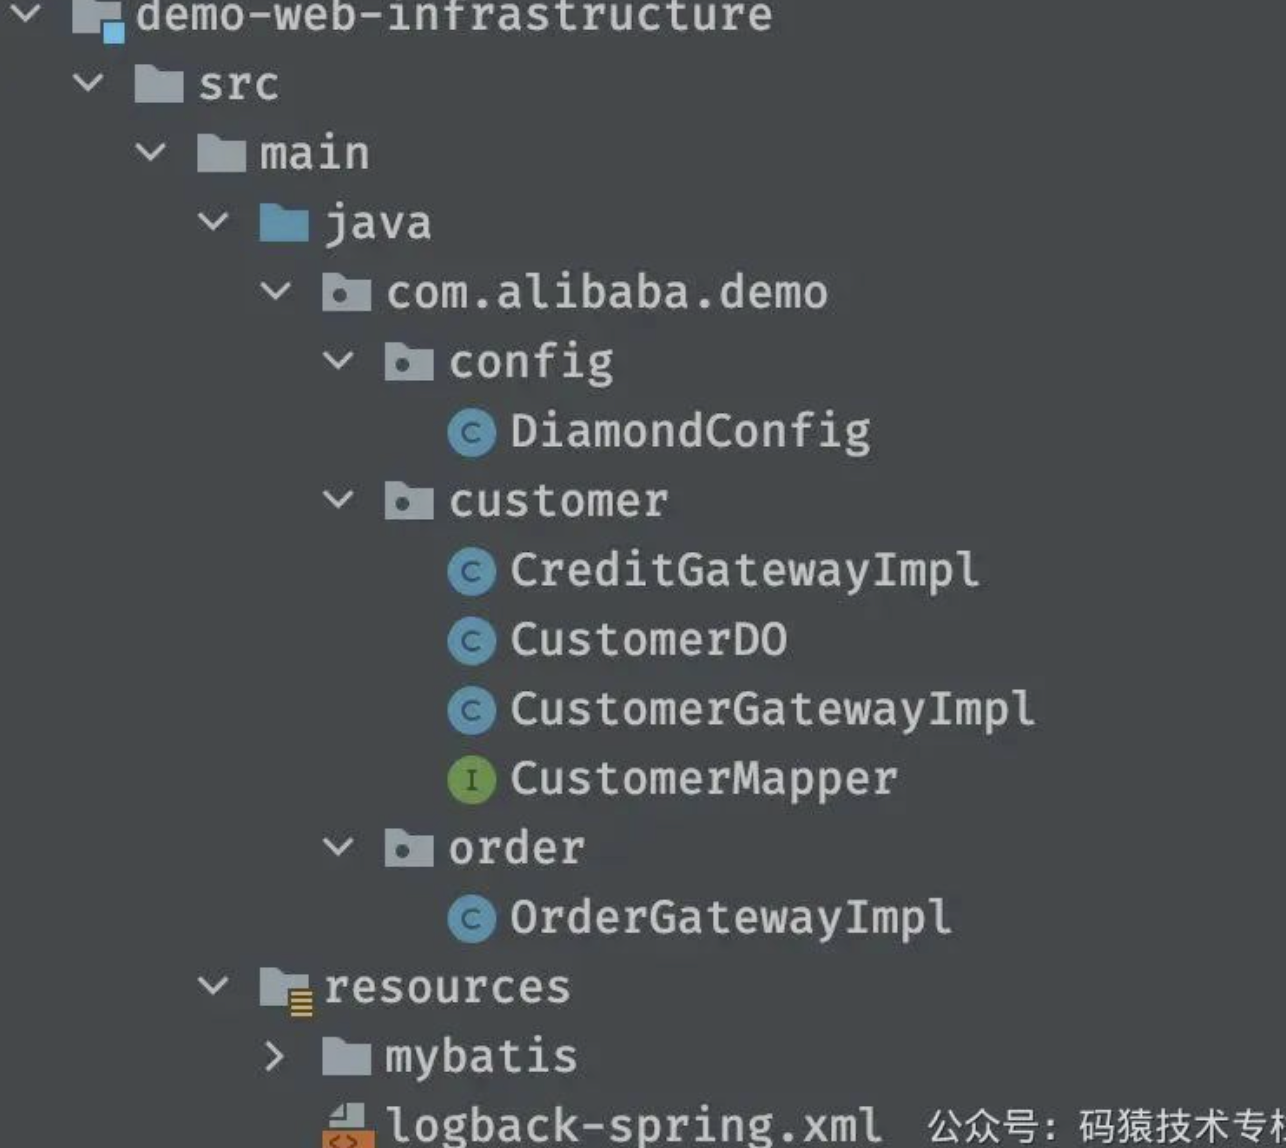 demo-web-infrastructure
src
main
java
com.alibaba.demo
config
C DiamondConfig
customer
C CreditGatewayImpl
C CustomerDO
C CustomerGatewayImpl
I CustomerMapper
order
C OrderGatewayImpl
resources
mybatis
<> logback-spring.xml 公众号: 码猿技术专